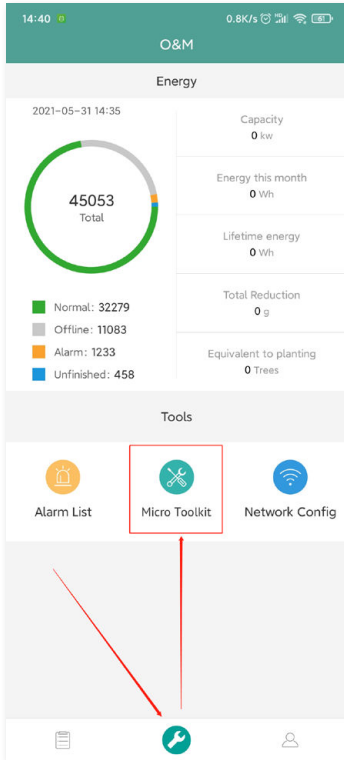 14:40
0.8K/s HD 61
O&M
Energy
2021-05-31 14:35
45053
Total
Normal: 32279
Offline: 11083
Alarm: 1233
Unfinished: 458
Capacity
0 kw
Energy this month
0 Wh
Lifetime energy
0 Wh
Total Reduction
0 g
Equivalent to planting
0 Trees
Tools
Alarm List
Micro Toolkit
Network Config